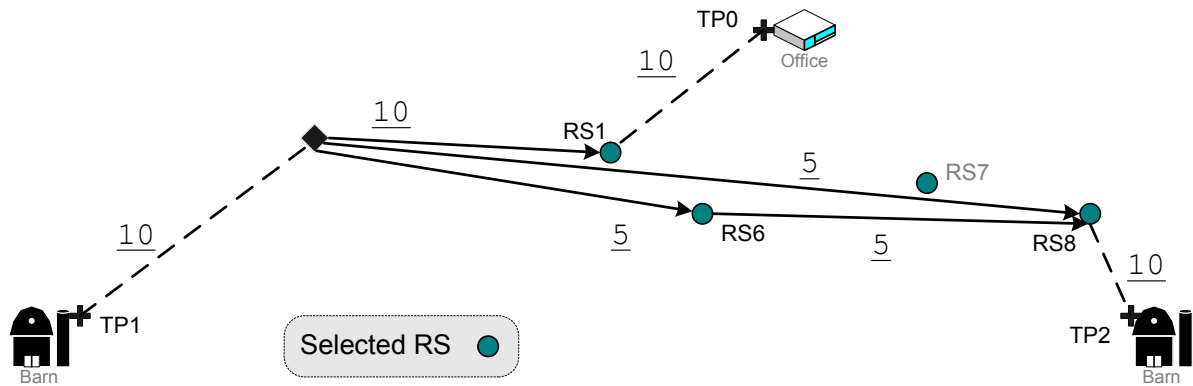 TP0
Office
10
10
RS1
5
RS7
10
5
RS6
5
RS8
10
TP1
TP2
Selected RS
Barn
Barn